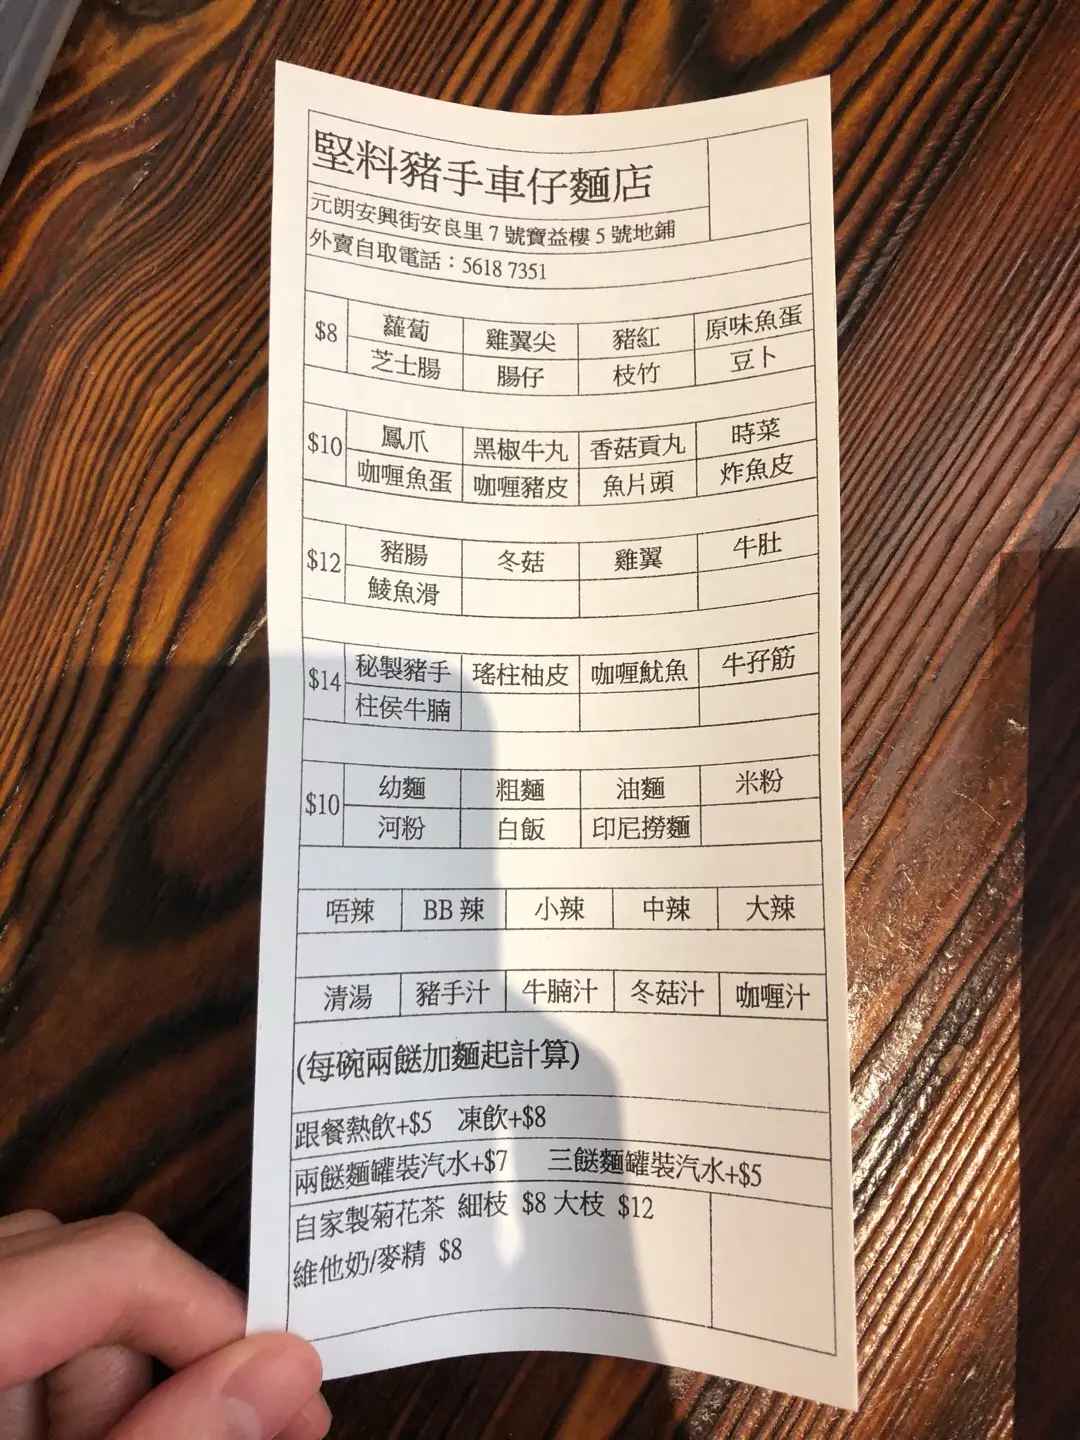 堅料豬手車仔麵店
元朗安興街安良里 7 號寶益樓 5 號地鋪
外賣自取電話：5618 7351
$8 蘿蔔 雞翼尖 豬紅 原味魚蛋
芝士腸 腸仔 枝竹 豆卜
$10 鳳爪 黑椒牛丸 香菇貢丸 時菜
咖喱魚蛋 咖喱豬皮 魚片頭 炸魚皮
$12 豬腸 冬菇 雞翼 牛肚
鯪魚滑
$14 秘製豬手 瑤柱柚皮 咖喱魷魚 牛孖筋
柱侯牛腩
$10 幼麵 粗麵 油麵 米粉
河粉 白飯 印尼撈麵
唔辣 BB 辣 小辣 中辣 大辣
清湯 豬手汁 牛腩汁 冬菇汁 咖喱汁
(每碗兩餸加麵起計算)
跟餐熱飲+$5 凍飲+$8
兩餸麵罐裝汽水+$7 三餸麵罐裝汽水+$5
自家製菊花茶 細枝 $8 大枝 $12
維他奶/麥精 $8